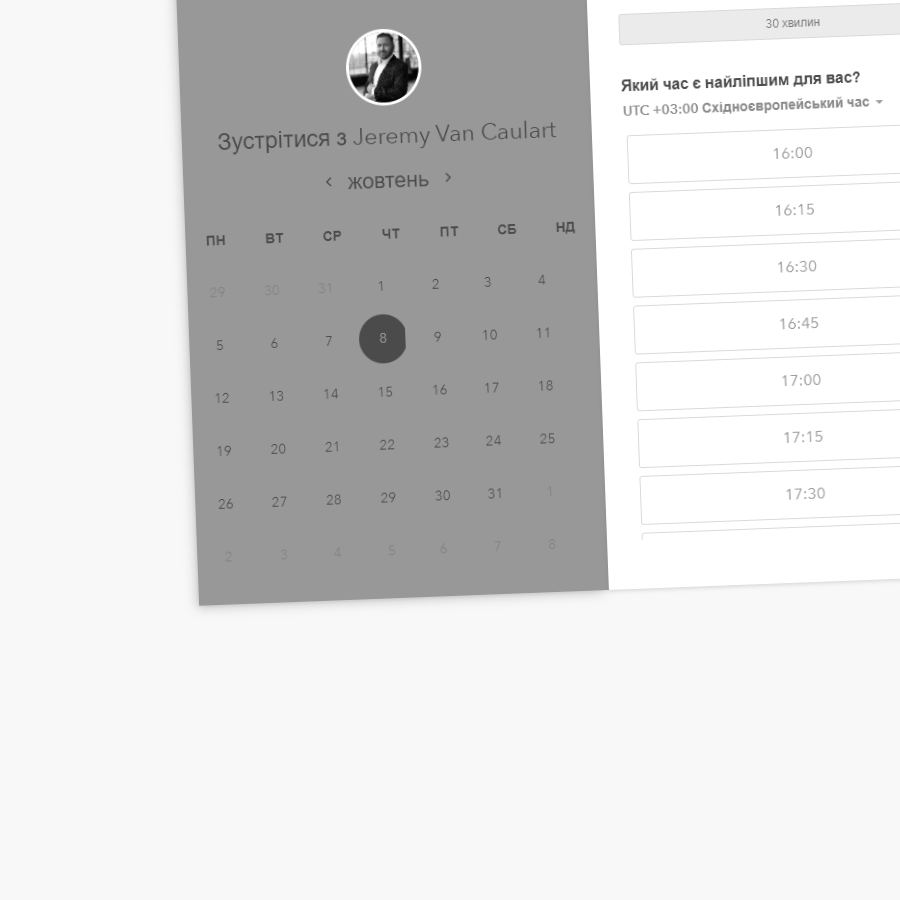 Зустрітися з Jeremy Van Caulart
‹ жовтень ›
ПН ВТ СР ЧТ ПТ СБ НД
29 30 31 1 2 3 4
5 6 7 8 9 10 11
12 13 14 15 16 17 18
19 20 21 22 23 24 25
26 27 28 29 30 31 1
2 3 4 5 6 7 8
30 хвилин
Який час є найліпшим для вас?
UTC +03:00 Східноєвропейський час
16:00
16:15
16:30
16:45
17:00
17:15
17:30